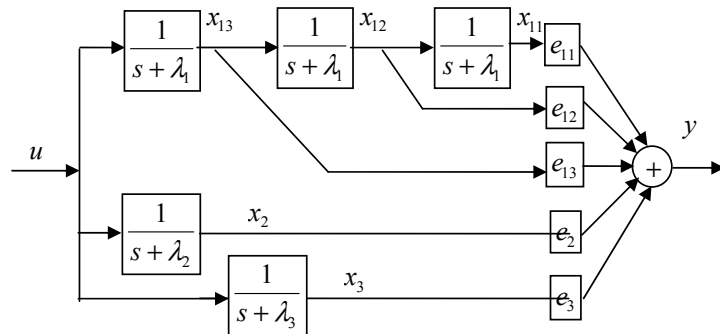 1/(s + λ₁) x₁₃ 1/(s + λ₁) x₁₂ 1/(s + λ₁) x₁₁ e₁₁
e₁₂
y
u
e₁₃
+
1/(s + λ₂) x₂ e₂
1/(s + λ₃) x₃ e₃